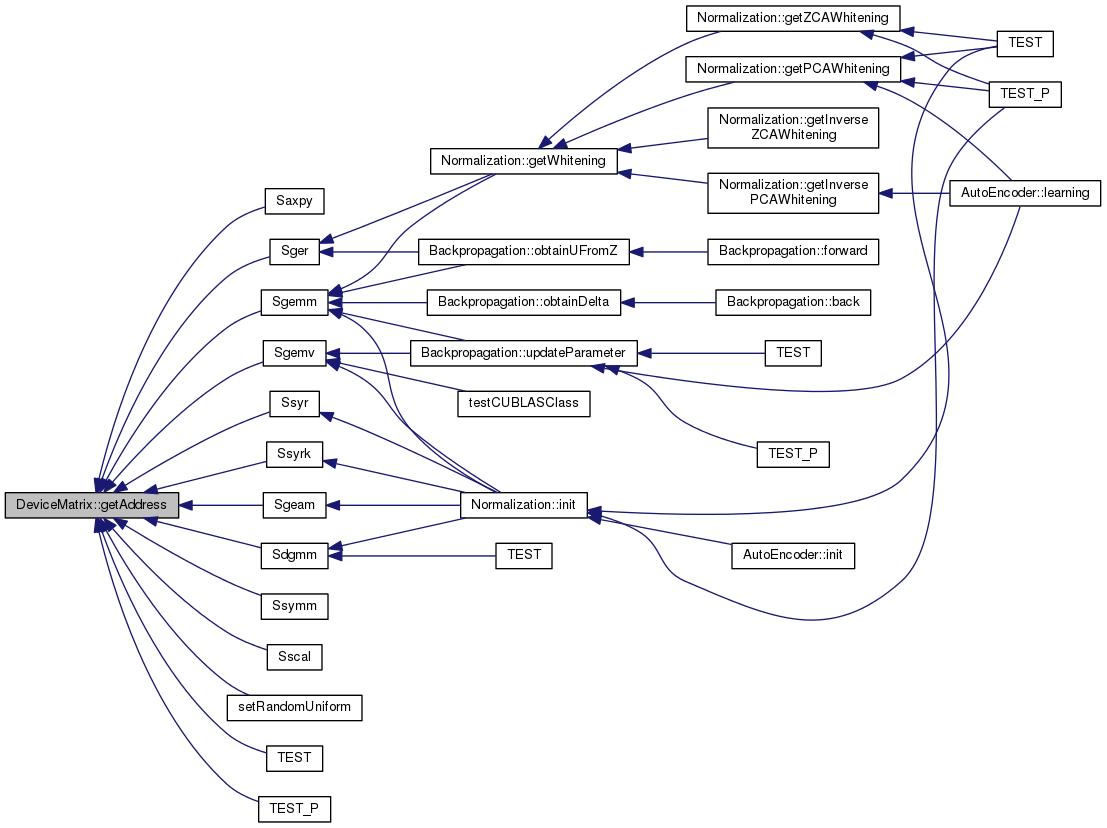 Normalization::getZCAWhitening
TEST
Normalization::getPCAWhitening
TEST_P
Normalization::getInverse
ZCAWhitening
Normalization::getWhitening
Normalization::getInverse
PCAWhitening
AutoEncoder::learning
Saxpy
Sger
Backpropagation::obtainUFromZ
Backpropagation::forward
Sgemm
Backpropagation::obtainDelta
Backpropagation::back
Sgemv
Backpropagation::updateParameter
TEST
Ssyr
testCUBLASClass
Ssyrk
TEST_P
DeviceMatrix::getAddress
Sgeam
Normalization::init
Sdgmm
TEST
AutoEncoder::init
Ssymm
Sscal
setRandomUniform
TEST
TEST_P